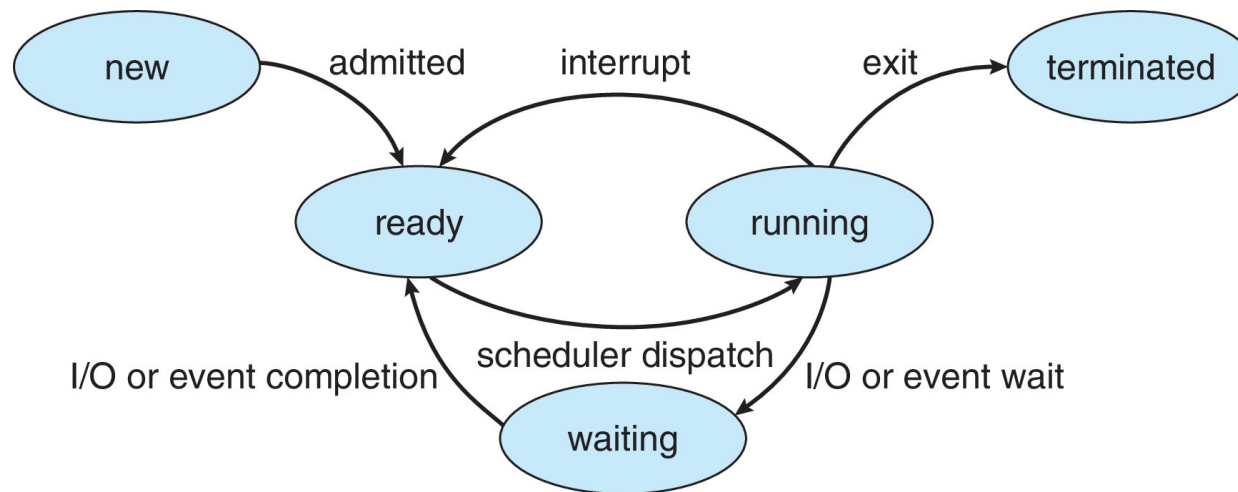 new
admitted
interrupt
exit
terminated
ready
running
I/O or event completion
scheduler dispatch
I/O or event wait
waiting